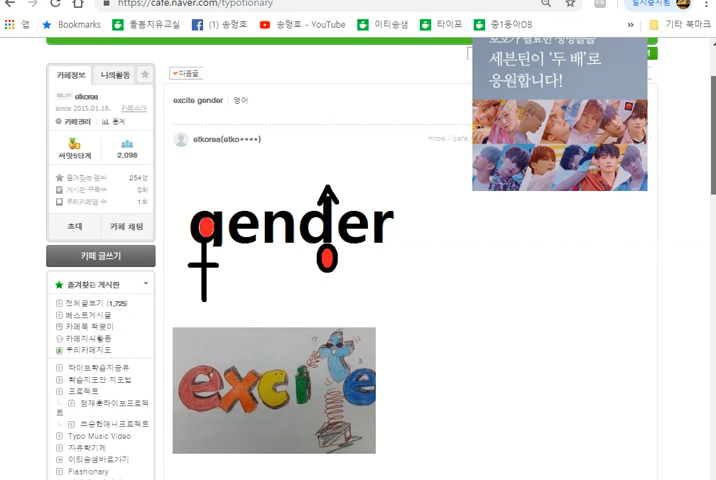 https://cafe.naver.com/typotionary
앱
Bookmarks
돌봄지유교실
(1) 송형호
송형호 - YouTube
이티송샘
타이포
중1동아DB
»
기타 북마크
세븐틴이 '두 배'로
응원합니다!
카페정보
나의활동
다음글
etkorea
since 2015.01.18.
카페소개
카페관리
통계
씨앗5단계
2,098
즐겨찾는 멤버
254명
게시판 구독수
0회
우리카페앱 수
1회
초대
카페 채팅
카페 글쓰기
즐겨찾는 게시판
전체글보기 (1,725)
베스트게시글
카페북 책꽂이
카페지식활동
우리카페지도
타이포학습지공유
학습지도안 지도법
프로젝트
정재훈타이포프로젝트
프로젝트
Typo Music Video
자유학기제
이티송샘바로가기
Flashionary
excite gender
영어
etkorea(etko****)
https://cafe
gender
excite